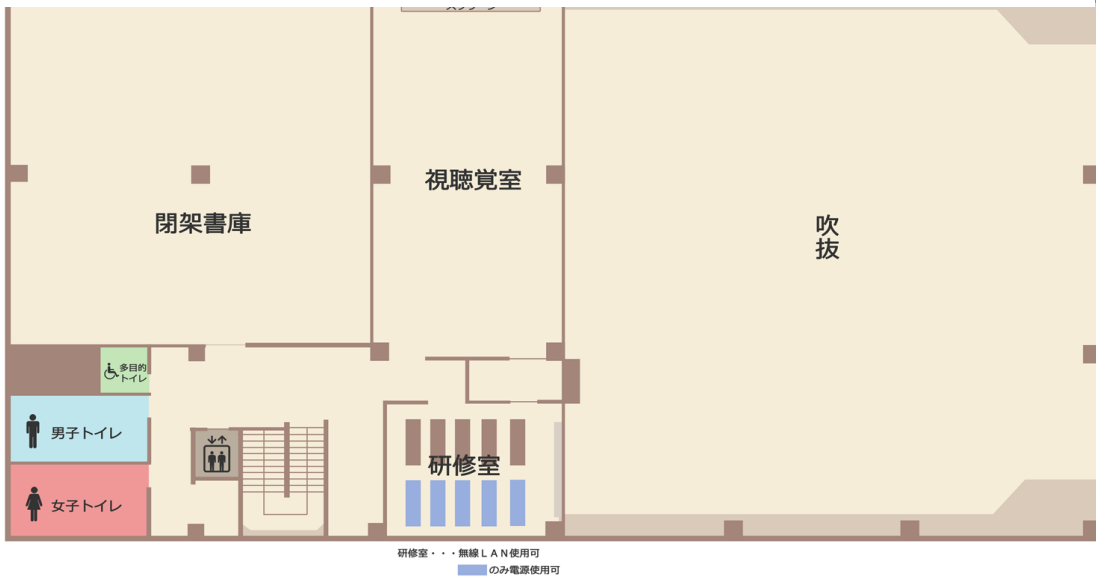 視聴覚室
閉架書庫
吹
抜
多目的
トイレ
男子トイレ
女子トイレ
研修室
研修室・・・無線ＬＡＮ使用可
のみ電源使用可